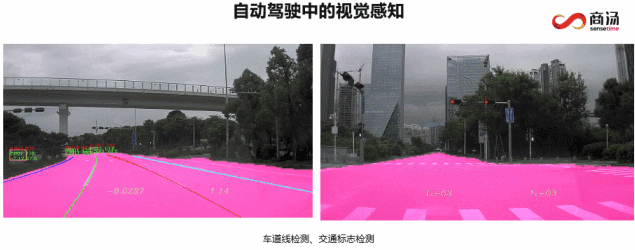 自动驾驶中的视觉感知
商汤
sensetime
-0.0297
1.14
车道线检测、交通标志检测